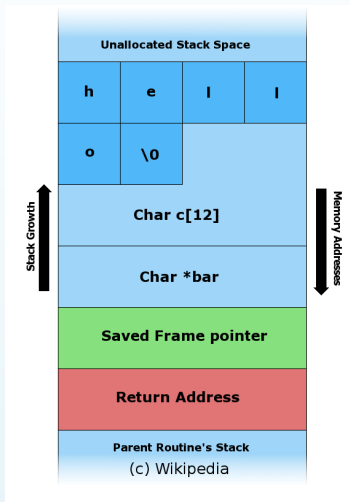 Unallocated Stack Space
h e l l
o \0
Char c[12]
Char *bar
Saved Frame pointer
Return Address
Parent Routine's Stack
(c) Wikipedia
Stack Growth
Memory Addresses